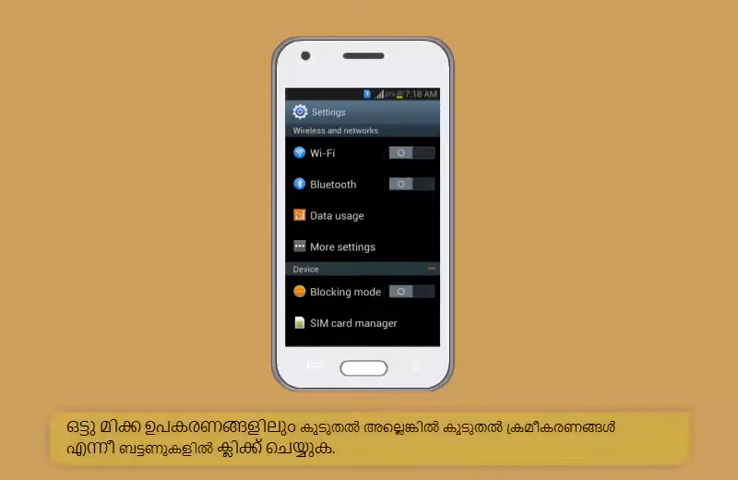 7:18 AM
Settings
Wireless and networks
Wi-Fi
Bluetooth
Data usage
More settings
Device
Blocking mode
SIM card manager
ഒട്ടു മിക്ക ഉപകരണങ്ങളിലും കൂടുതൽ അല്ലെങ്കിൽ കൂടുതൽ ക്രമീകരണങ്ങൾ
എന്നീ ബട്ടണുകളിൽ ക്ലിക്ക് ചെയ്യുക.